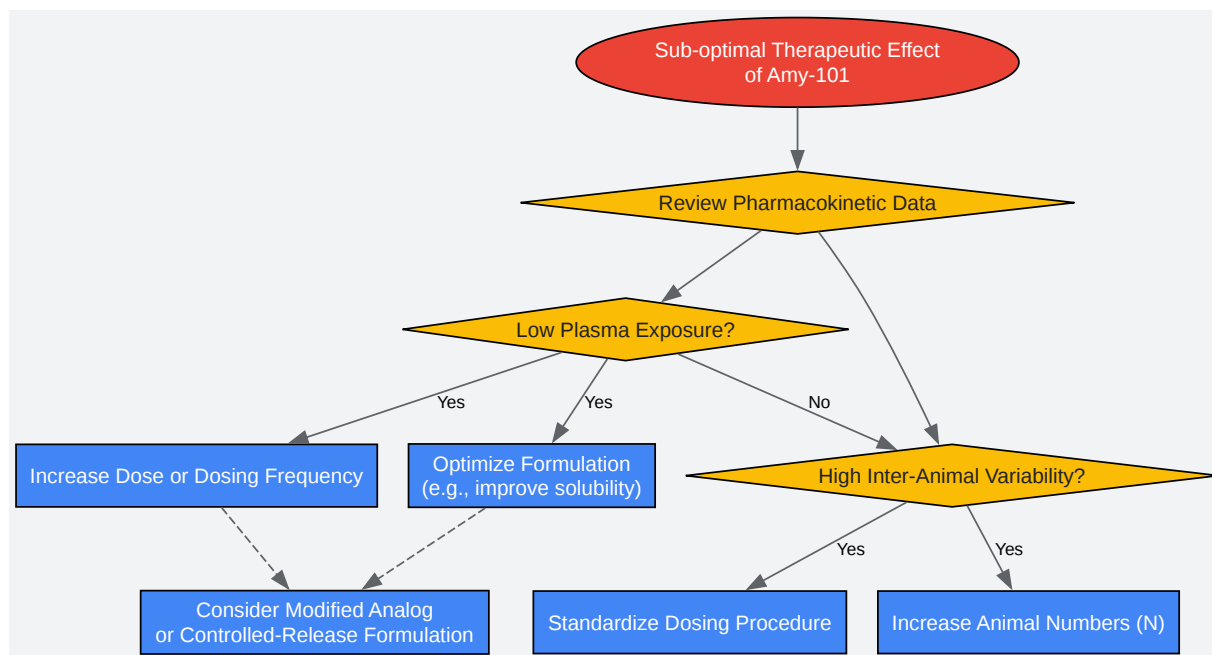 Sub-optimal Therapeutic Effect
of Amy-101
Review Pharmacokinetic Data
Low Plasma Exposure?
Yes
Yes
No
Increase Dose or Dosing Frequency
Optimize Formulation
(e.g., improve solubility)
High Inter-Animal Variability?
Yes
Yes
Consider Modified Analog
or Controlled-Release Formulation
Standardize Dosing Procedure
Increase Animal Numbers (N)